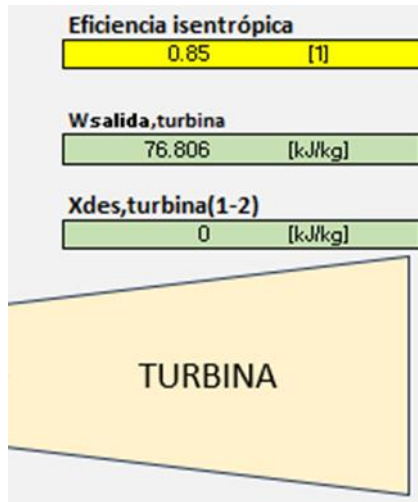 Eficiencia isentrópica
0.85 [1]
Wsalida,turbina
76.806 [kJ/kg]
Xdes,turbina(1-2)
0 [kJ/kg]
TURBINA